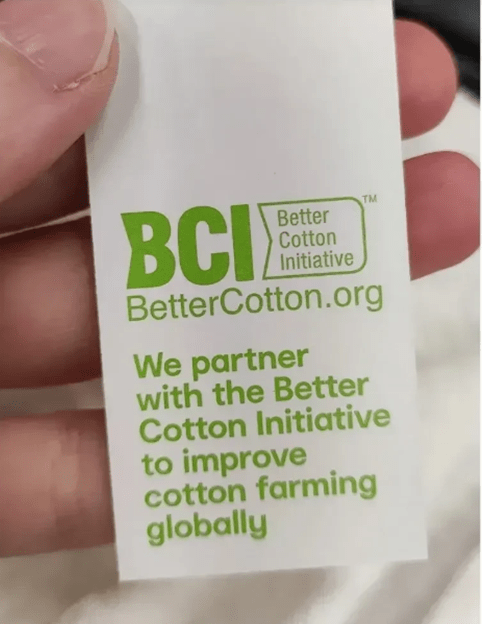 BCI
Better
Cotton
Initiative
TM
BetterCotton.org
We partner
with the Better
Cotton Initiative
to improve
cotton farming
globally